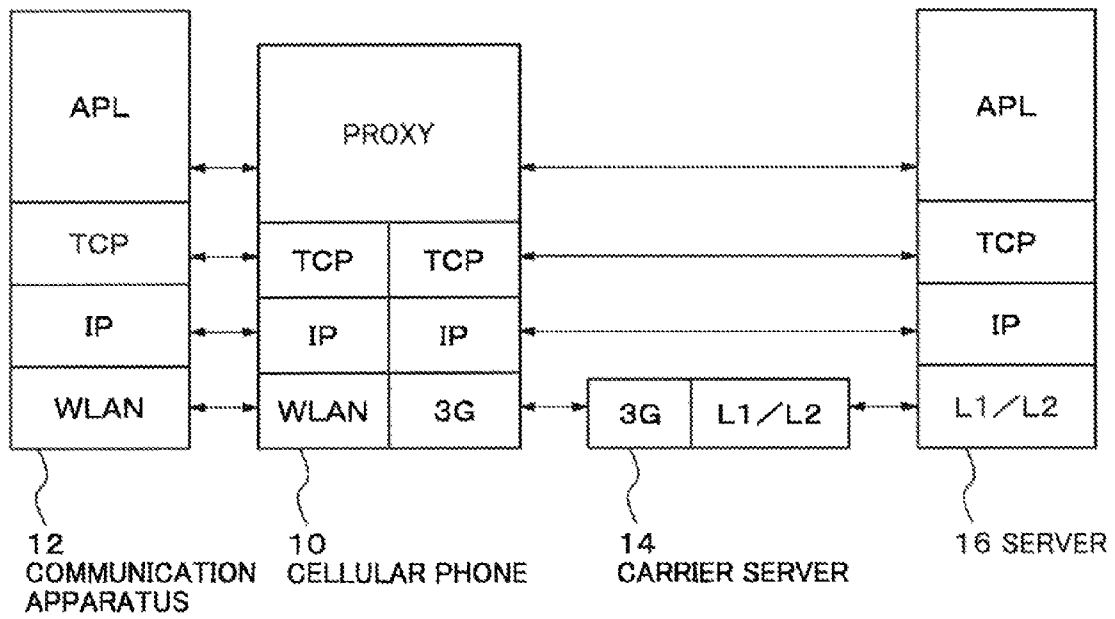 APL
TCP
IP
WLAN
PROXY
TCP TCP
IP IP
WLAN 3G
3G L1/L2
APL
TCP
IP
L1/L2
12
COMMUNICATION
APPARATUS
10
CELLULAR PHONE
14
CARRIER SERVER
16 SERVER